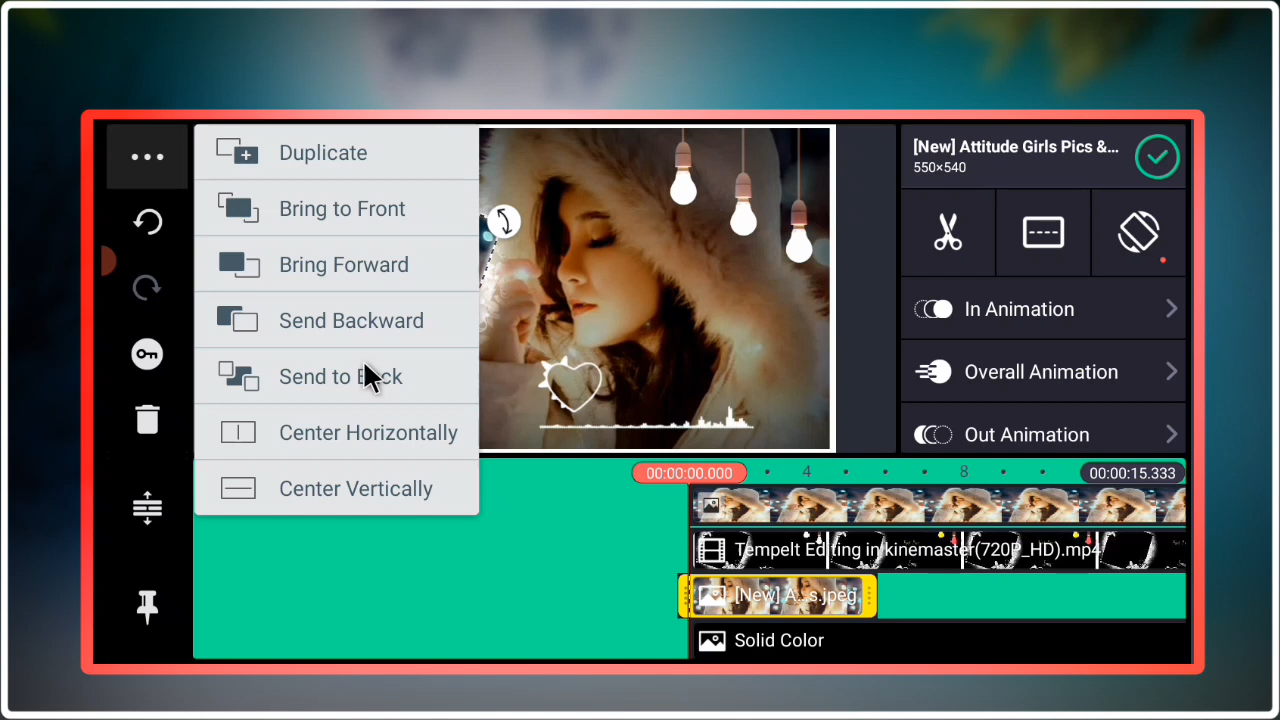 Duplicate
Bring to Front
Bring Forward
Send Backward
Send to Back
Center Horizontally
Center Vertically
[New] Attitude Girls Pics &...
550×540
In Animation
Overall Animation
Out Animation
00:00:00.000
4
8
00:00:15.333
Tempelt Editing in kinemaster(720P_HD).mp4
[New] A...s.jpeg
Solid Color